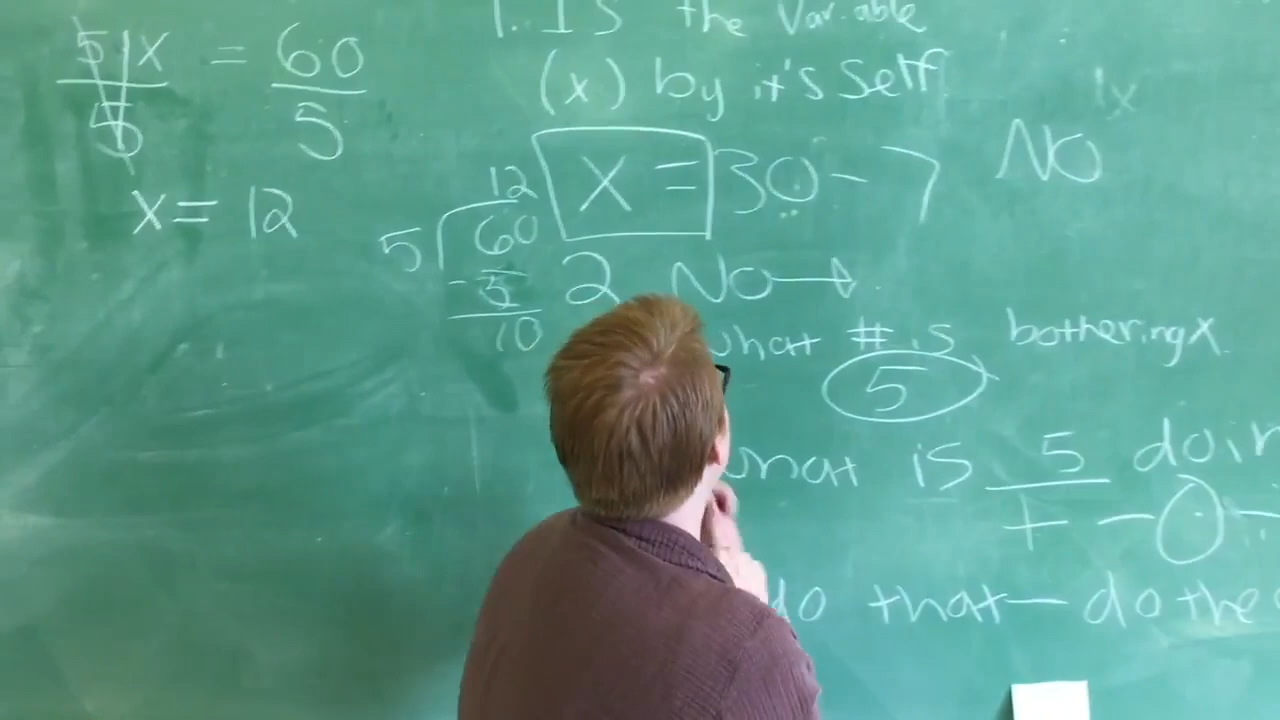 5x = 60
5 5
x = 12
12
5 60
- 5
10
1. Is the Variable
(x) by it's Self
x = 30 -
NO
1x
2 No
what # is bothering x
5
what is 5 doin
+ - -
do that - do the